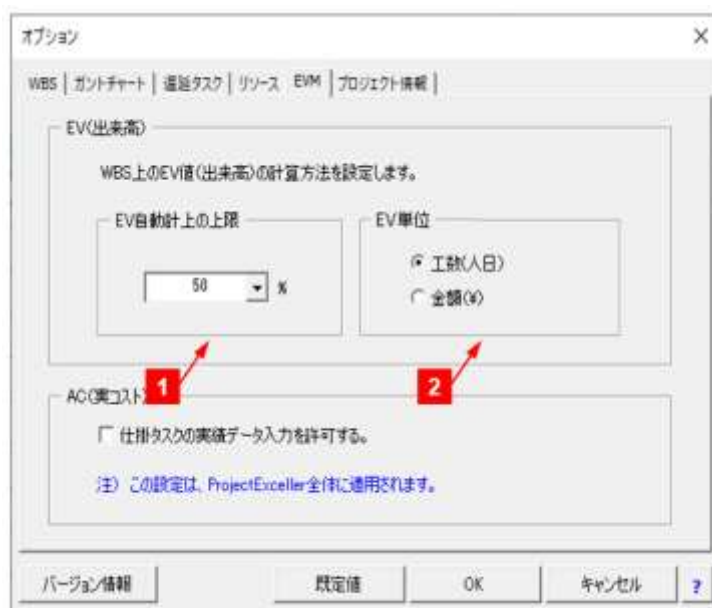 オプション
WBS
ガントチャート
遅延タスク
リソース
EVM
プロジェクト情報
EV(出来高)
WBS上のEV値(出来高)の計算方法を設定します。
EV自動計上の上限
50
%
EV単位
工数(人日)
金額(¥)
1
2
AC(実コスト)
仕掛タスクの実績データ入力を許可する。
注) この設定は、ProjectExceller全体に適用されます。
バージョン情報
既定値
OK
キャンセル
?